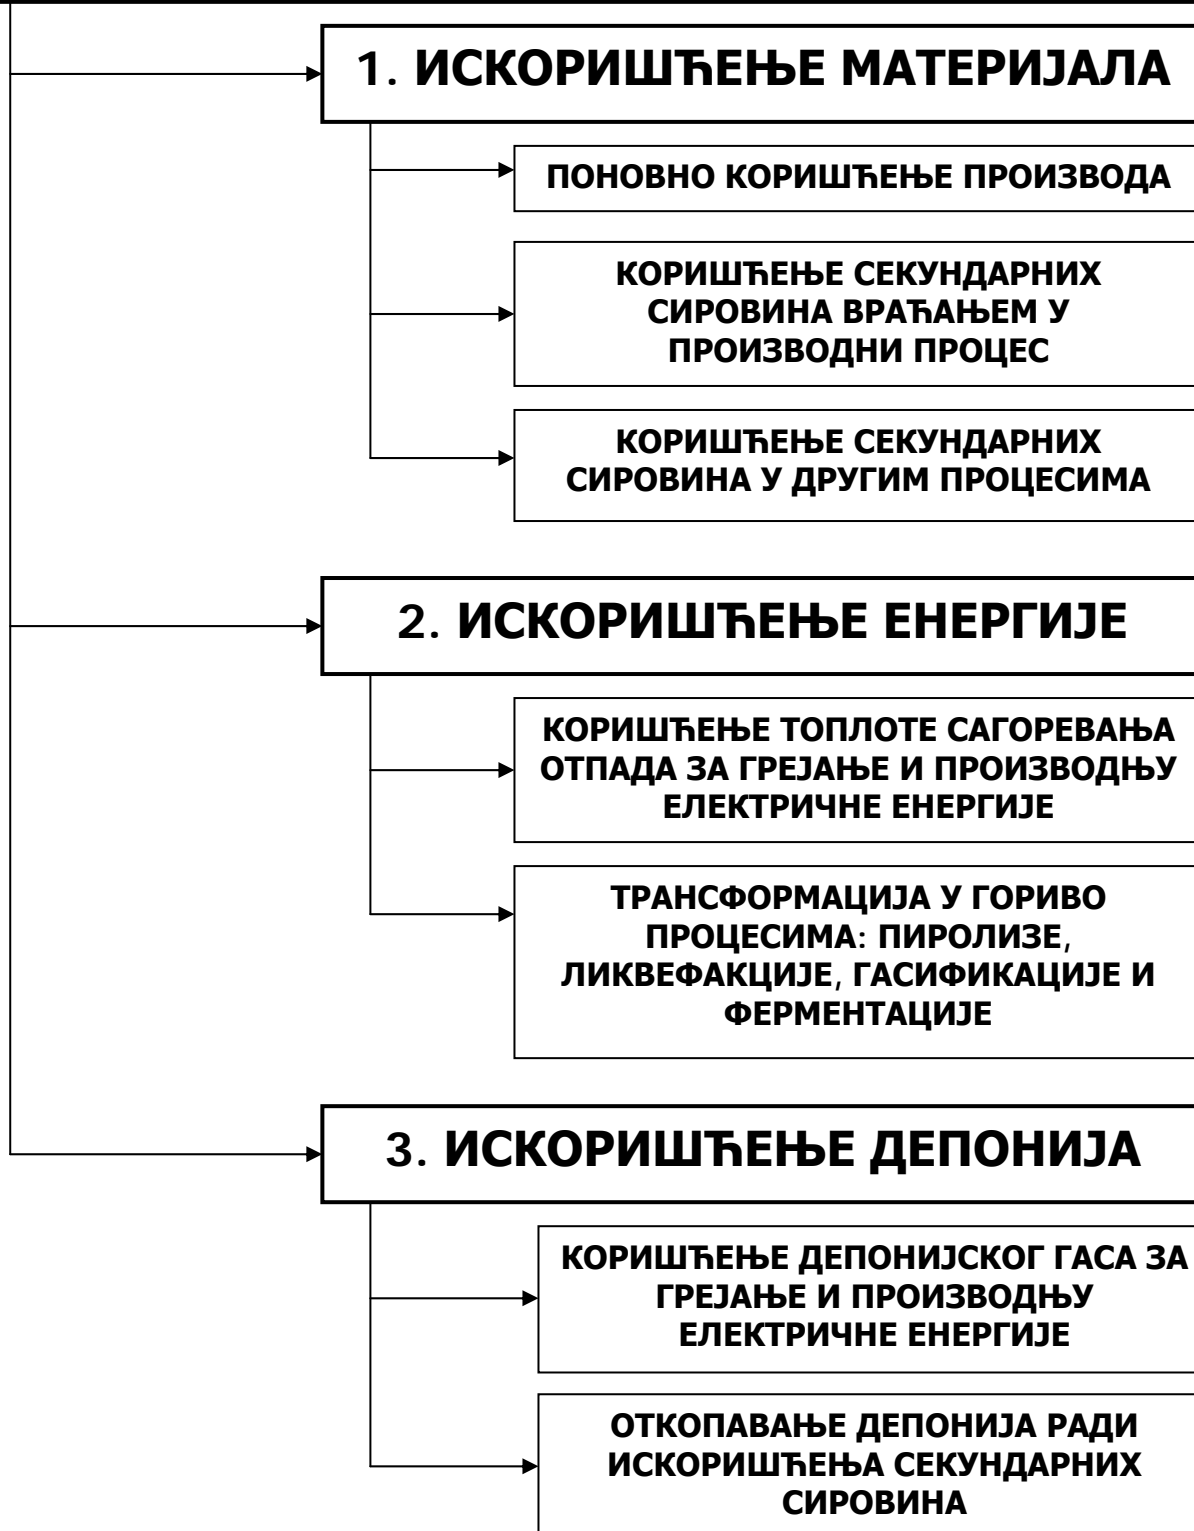 1. ИСКОРИШЋЕЊЕ МАТЕРИЈАЛА
ПОНОВНО КОРИШЋЕЊЕ ПРОИЗВОДА
КОРИШЋЕЊЕ СЕКУНДАРНИХ
СИРОВИНА ВРАЋАЊЕМ У
ПРОИЗВОДНИ ПРОЦЕС
КОРИШЋЕЊЕ СЕКУНДАРНИХ
СИРОВИНА У ДРУГИМ ПРОЦЕСИМА
2. ИСКОРИШЋЕЊЕ ЕНЕРГИЈЕ
КОРИШЋЕЊЕ ТОПЛОТЕ САГОРЕВАЊА
ОТПАДА ЗА ГРЕЈАЊЕ И ПРОИЗВОДЊУ
ЕЛЕКТРИЧНЕ ЕНЕРГИЈЕ
ТРАНСФОРМАЦИЈА У ГОРИВО
ПРОЦЕСИМА: ПИРОЛИЗЕ,
ЛИКВЕФАКЦИЈЕ, ГАСИФИКАЦИЈЕ И
ФЕРМЕНТАЦИЈЕ
3. ИСКОРИШЋЕЊЕ ДЕПОНИЈА
КОРИШЋЕЊЕ ДЕПОНИЈСКОГ ГАСА ЗА
ГРЕЈАЊЕ И ПРОИЗВОДЊУ
ЕЛЕКТРИЧНЕ ЕНЕРГИЈЕ
ОТКОПАВАЊЕ ДЕПОНИЈА РАДИ
ИСКОРИШЋЕЊА СЕКУНДАРНИХ
СИРОВИНА